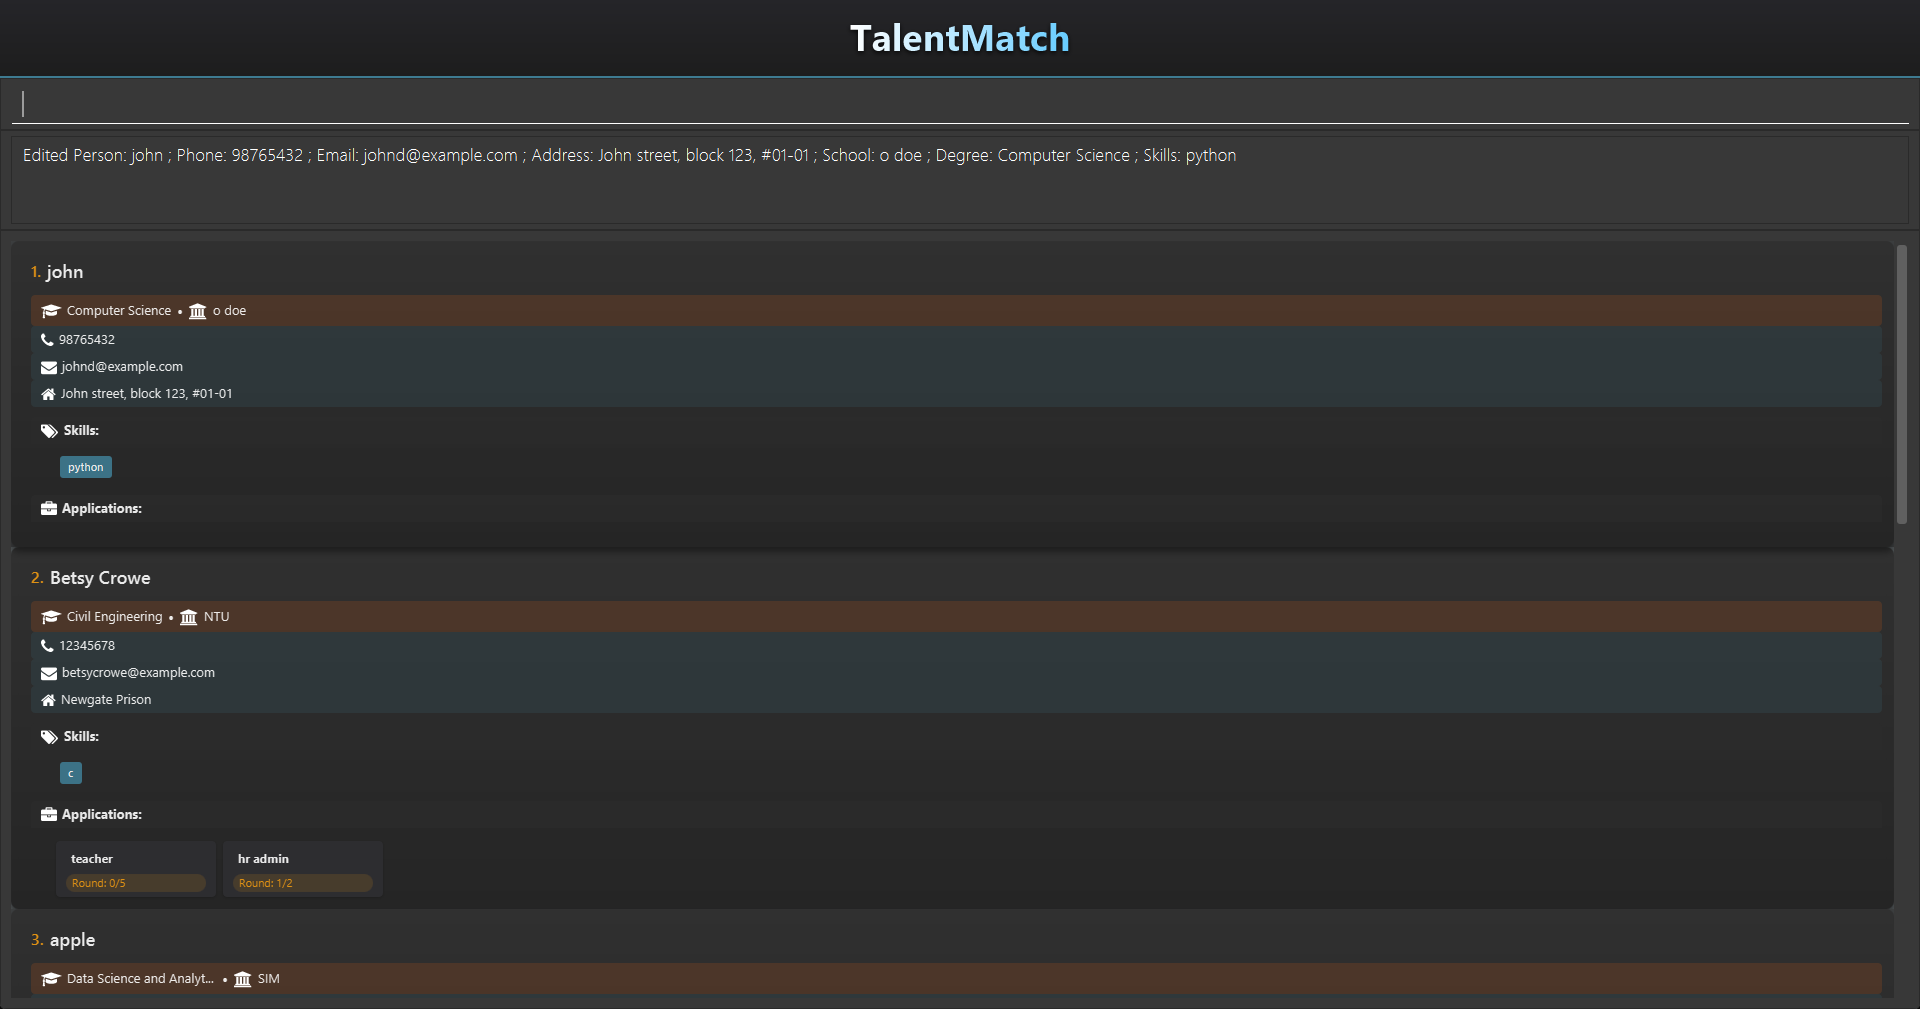 TalentMatch
Edited Person: john ; Phone: 98765432 ; Email: johnd@example.com ; Address: John street, block 123, #01-01 ; School: o doe ; Degree: Computer Science ; Skills: python
1. john
Computer Science • o doe
98765432
johnd@example.com
John street, block 123, #01-01
Skills:
python
Applications:
2. Betsy Crowe
Civil Engineering • NTU
12345678
betsycrowe@example.com
Newgate Prison
Skills:
c
Applications:
teacher hr admin
Round: 0/5 Round: 1/2
3. apple
Data Science and Analyt... • SIM